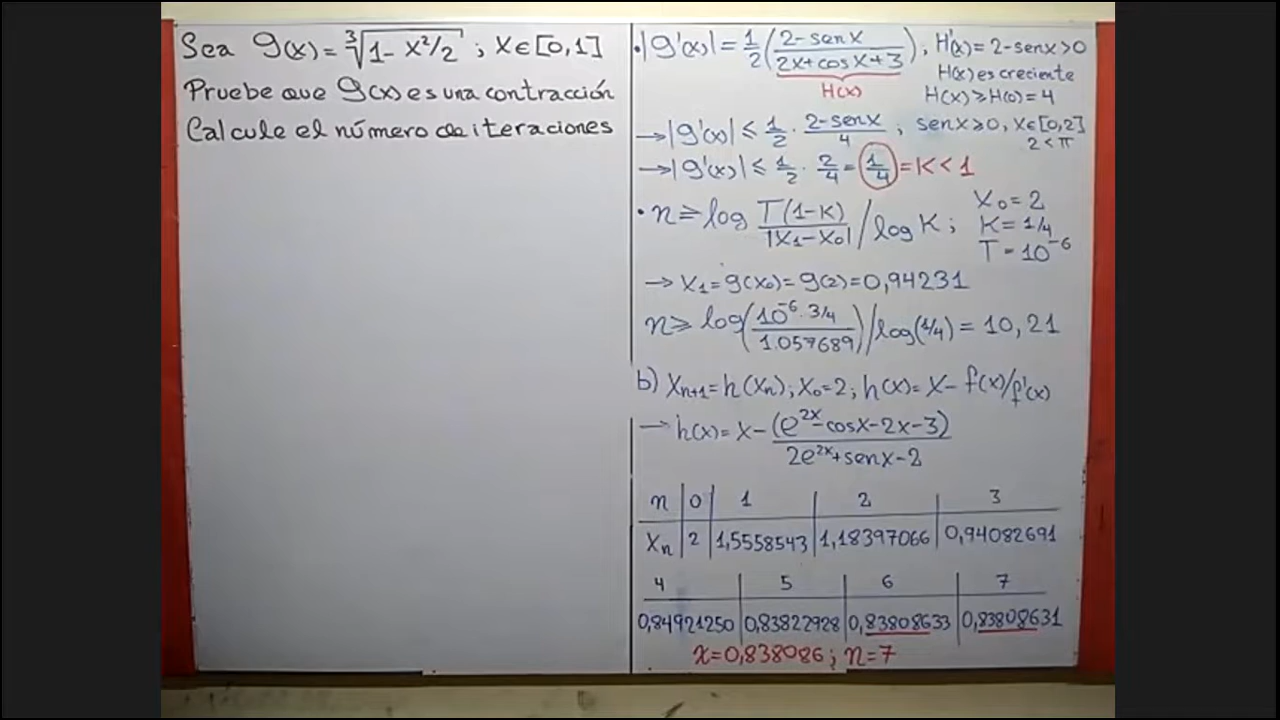 Sea g(x) = ∛(1 - x²/2) ; x ∈ [0,1]
Pruebe que g(x) es una contracción
Calcule el número de iteraciones
• |g'(x)| = 1/2 ( (2-senx)/(2x+cosx+3) ), H'(x) = 2-senx > 0
H(x)
H(x) es creciente
H(x) ⩾ H(0) = 4
→ |g'(x)| ⩽ 1/2 · (2-senx)/4 ; senx ⩾ 0, x ∈ [0,2]
2 < π
→ |g'(x)| ⩽ 1/2 · 2/4 = 1/4 = K < 1
• n ⩾ log T(1-K)/|x1-x0| / log K ;
x0 = 2
K = 1/4
T = 10⁻⁶
→ x1 = g(x0) = g(2) = 0,94231
n ⩾ log( 10⁻⁶ · 3/4 / 1.057689 ) / log(1/4) = 10,21
b) Xn+1 = h(Xn) ; X0 = 2 ; h(x) = x - f(x)/f'(x)
→ h(x) = x - (e²ˣ - cosx - 2x - 3) / 2e²ˣ + senx - 2
n 0 1 2 3
Xn 2 1,5558543 1,18397066 0,94082691
4 5 6 7
0,84921250 0,83822928 0,83808633 0,83808631
x = 0,838086 ; n = 7